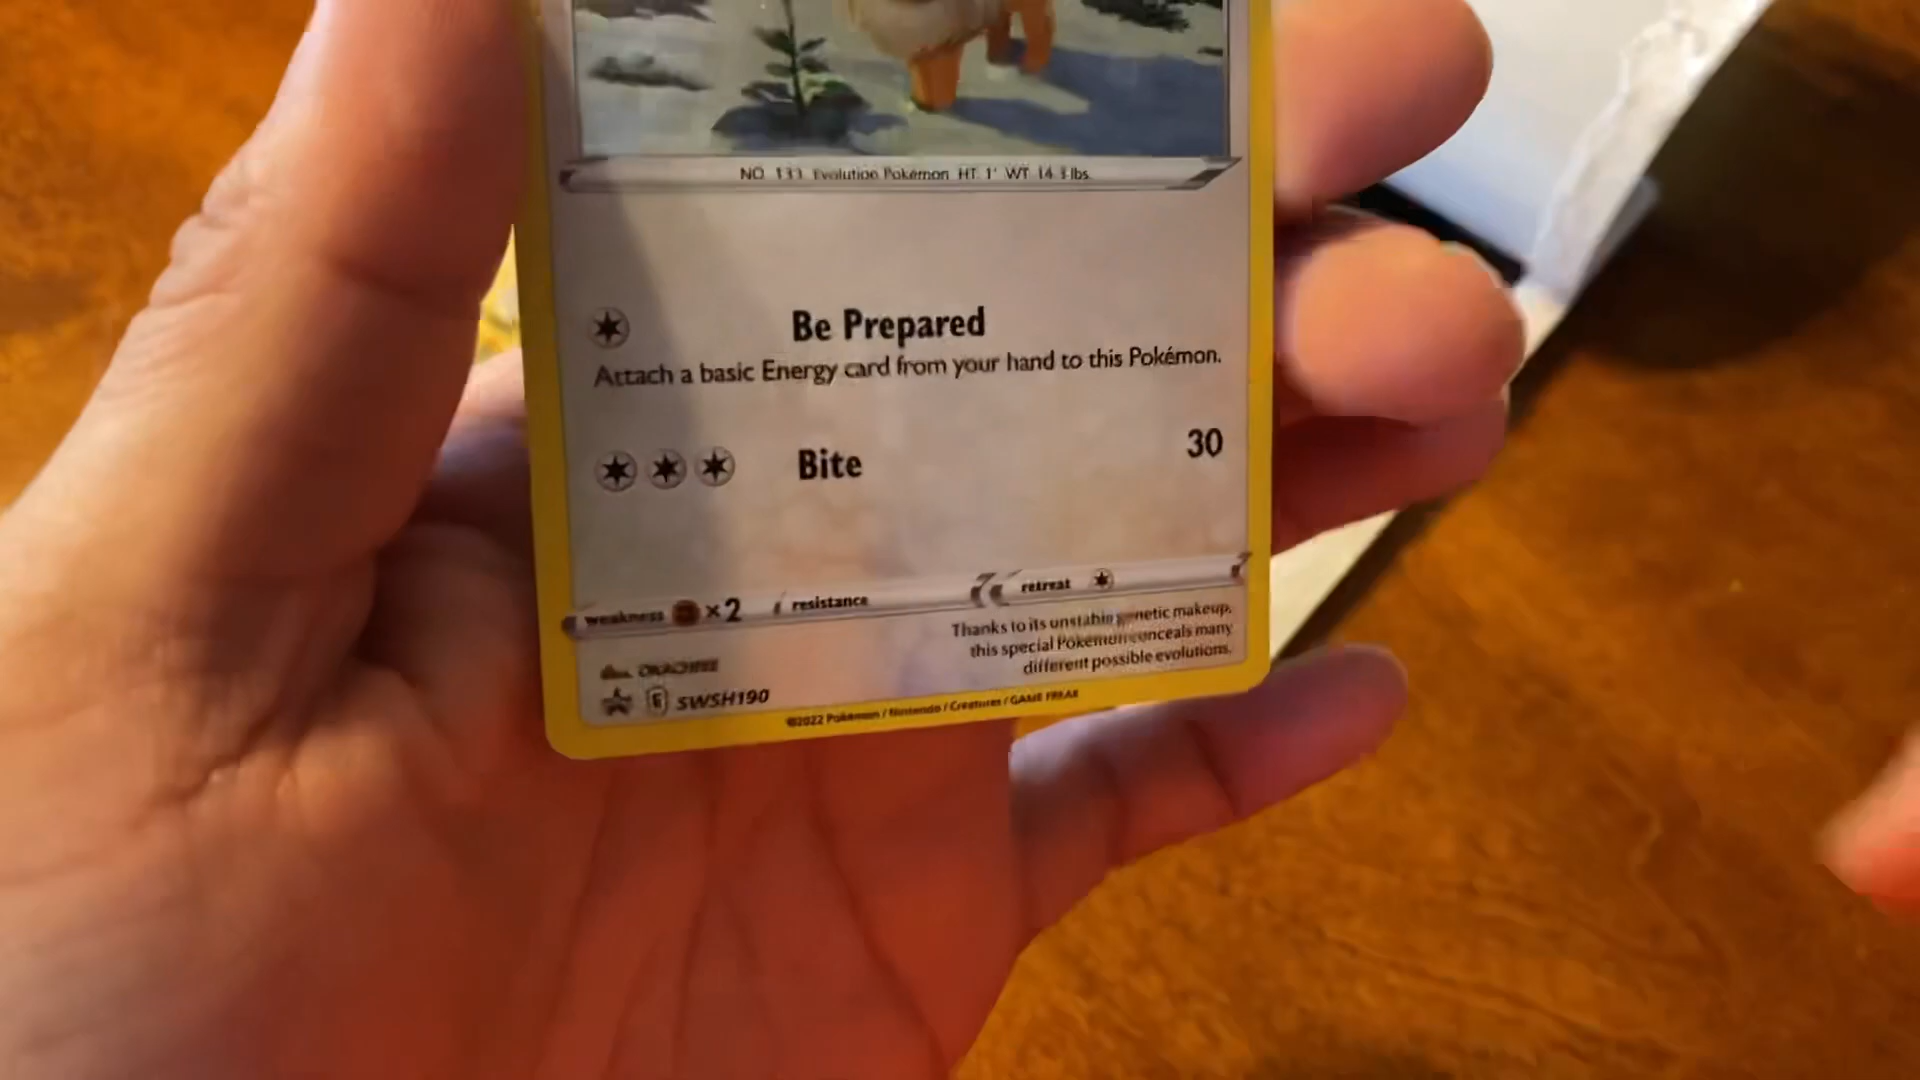 NO. 133 Evolution Pokémon HT 1' WT 14.3 lbs.
Be Prepared
Attach a basic Energy card from your hand to this Pokémon.
Bite 30
weakness ×2 resistance retreat
Thanks to its unstable genetic makeup,
this special Pokémon conceals many
different possible evolutions.
SWSH190
©2022 Pokémon / Nintendo / Creatures / GAME FREAK